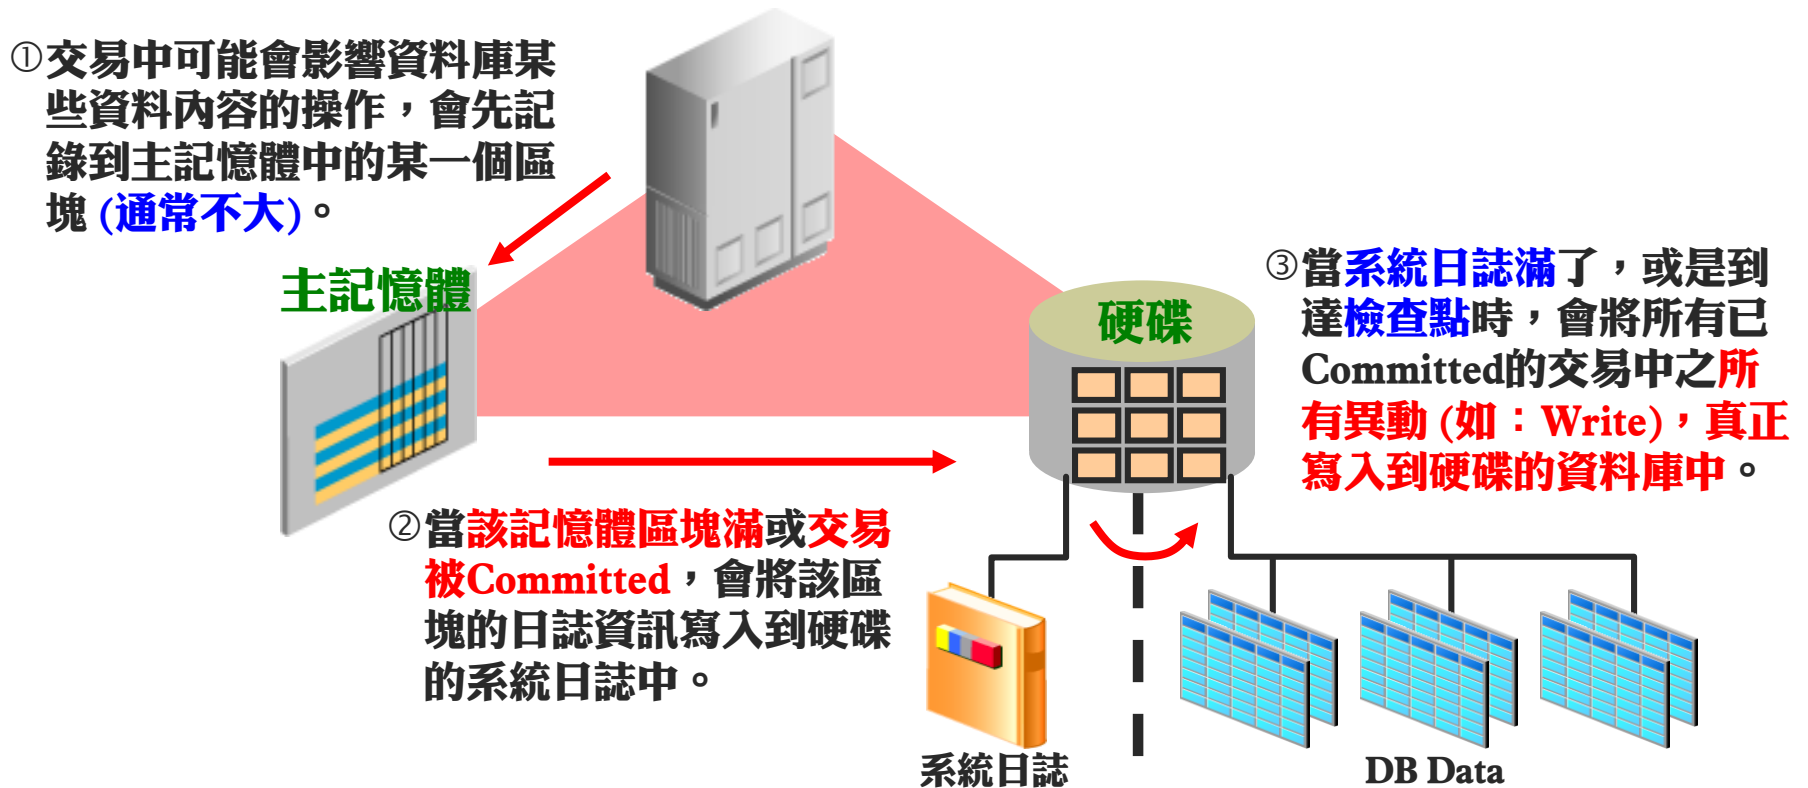 ①交易中可能會影響資料庫某
些資料內容的操作，會先記
錄到主記憶體中的某一個區
塊 (通常不大)。
主記憶體
硬碟
②當該記憶體區塊滿或交易
被Committed，會將該區
塊的日誌資訊寫入到硬碟
的系統日誌中。
③當系統日誌滿了，或是到
達檢查點時，會將所有已
Committed的交易中之所
有異動 (如：Write)，真正
寫入到硬碟的資料庫中。
系統日誌
DB Data